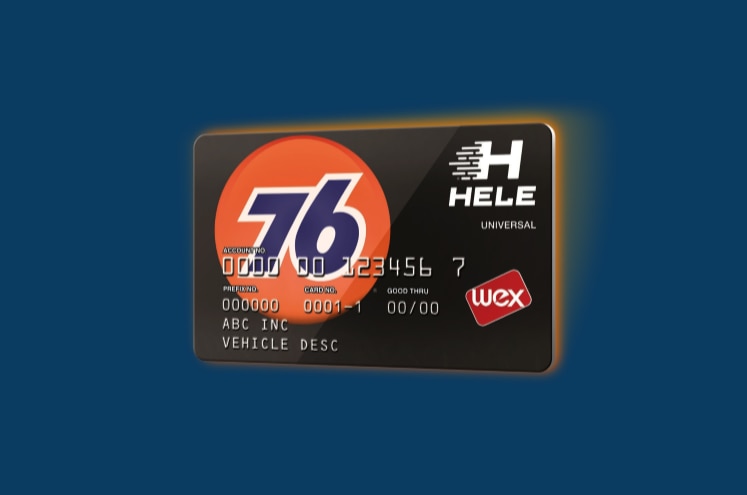 76
HELE
UNIVERSAL
ACCOUNT NO.
0000 00 123456 7
PREFIX NO. CARD NO. GOOD THRU
000000 0001-1 00/00
wex
ABC INC
VEHICLE DESC